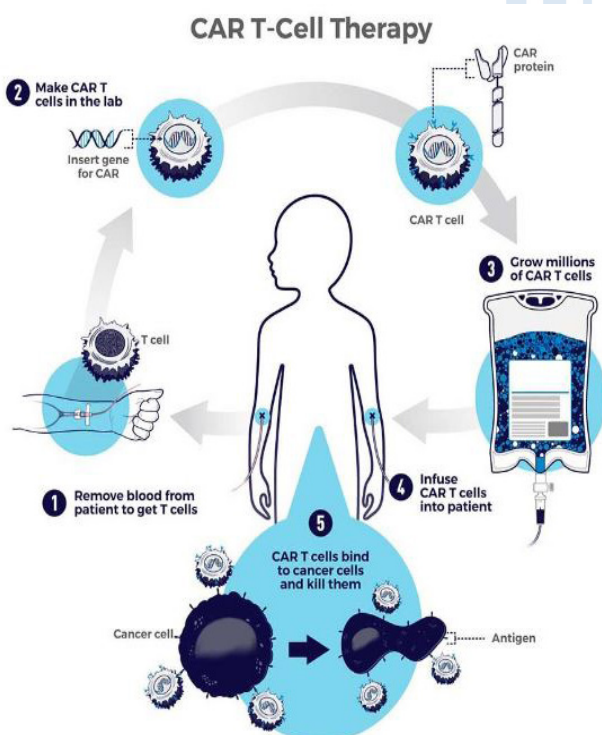 CAR T-Cell Therapy
CAR
protein
2 Make CAR T
cells in the lab
Insert gene
for CAR
CAR T cell
3 Grow millions
of CAR T cells
T cell
1 Remove blood from
patient to get T cells
4 Infuse
CAR T cells
into patient
5
CAR T cells bind
to cancer cells
and kill them
Cancer cell
Antigen